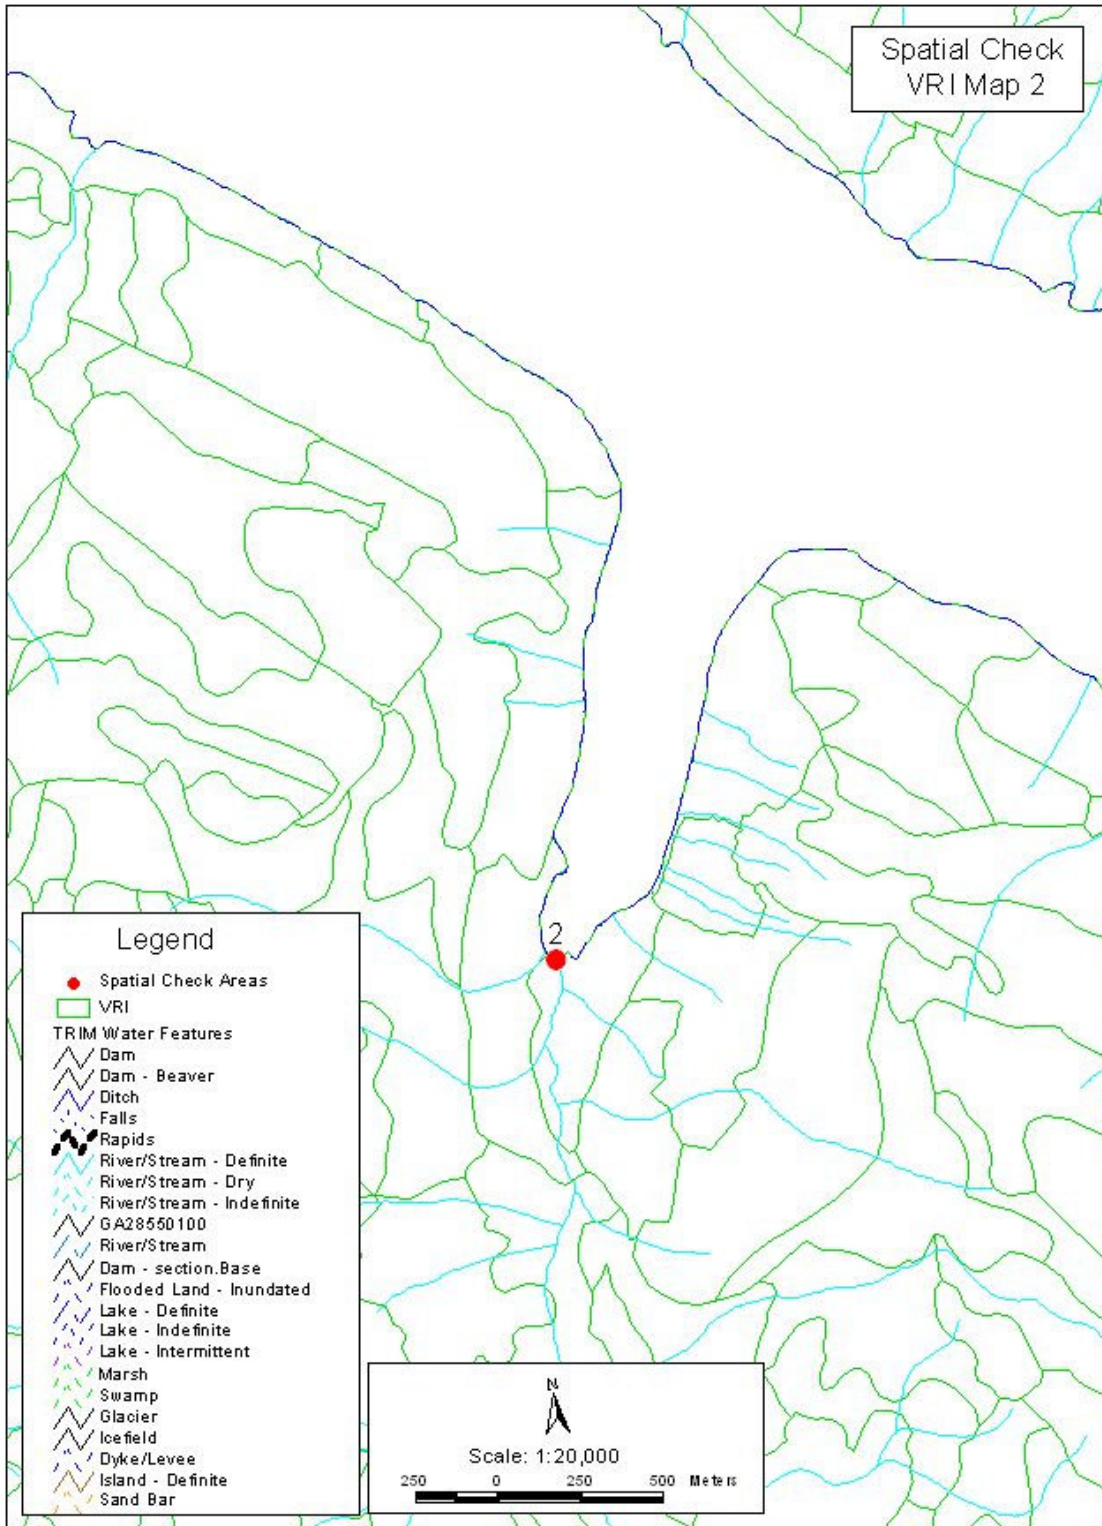 Spatial Check
VRI Map 2
2
Legend
Spatial Check Areas
VRI
TRIM Water Features
Dam
Dam - Beaver
Ditch
Falls
Rapids
River/Stream - Definite
River/Stream - Dry
River/Stream - Indefinite
GA28550100
River/Stream
Dam - section.Base
Flooded Land - Inundated
Lake - Definite
Lake - Indefinite
Lake - Intermittent
Marsh
Swamp
Glacier
Icefield
Dyke/Levee
Island - Definite
Sand Bar
N
Scale: 1:20,000
250 0 250 500 Meters